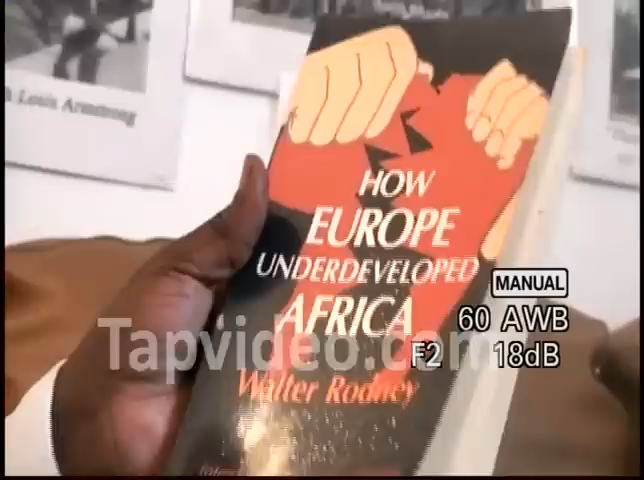 Louis Armstrong
HOW
EUROPE
UNDERDEVELOPED
AFRICA
Walter Rodney
MANUAL
60 AWB
F2 18dB
Tapvideo.com